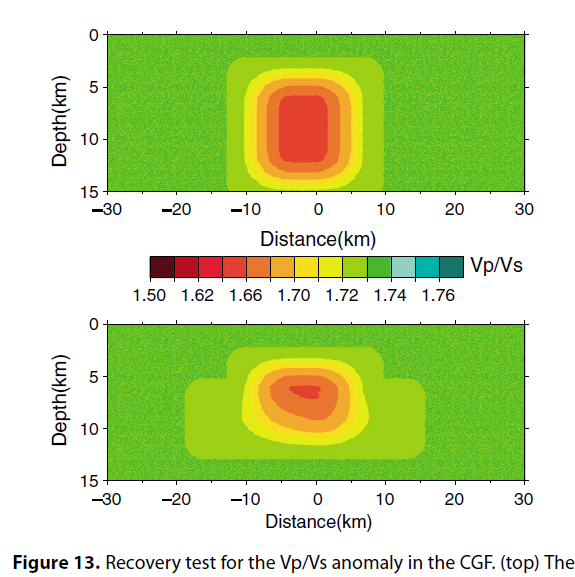 0
5
10
15
Depth(km)
−30 −20 −10 0 10 20 30
Distance(km)
Vp/Vs
1.50 1.62 1.66 1.70 1.72 1.74 1.76
0
5
10
15
Depth(km)
−30 −20 −10 0 10 20 30
Distance(km)
Figure 13. Recovery test for the Vp/Vs anomaly in the CGF. (top) The